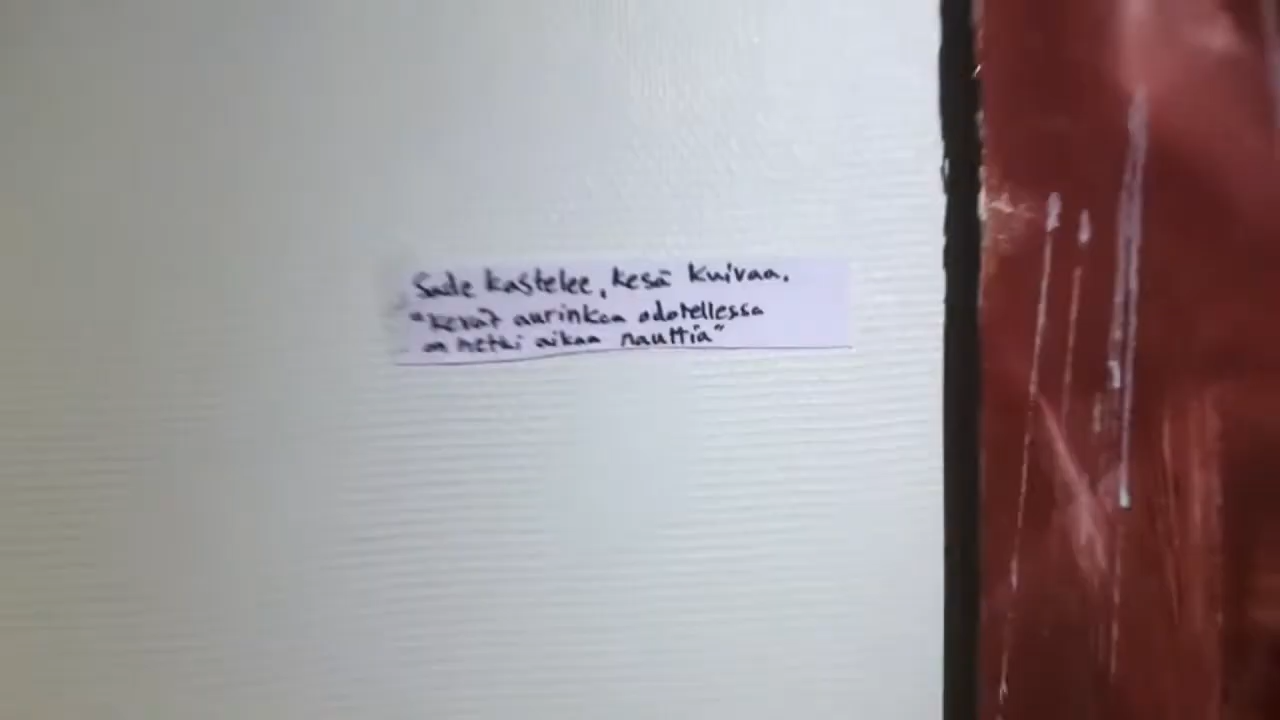 Sade kastelee, kesä kuivaa.
"Kevät aurinkoa odotellessa
on hetki aikaa nauttia"